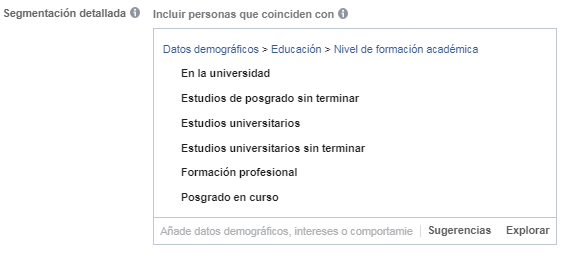 Segmentación detallada Incluir personas que coinciden con
Datos demográficos > Educación > Nivel de formación académica
En la universidad
Estudios de posgrado sin terminar
Estudios universitarios
Estudios universitarios sin terminar
Formación profesional
Posgrado en curso
Añade datos demográficos, intereses o comportamie Sugerencias Explorar